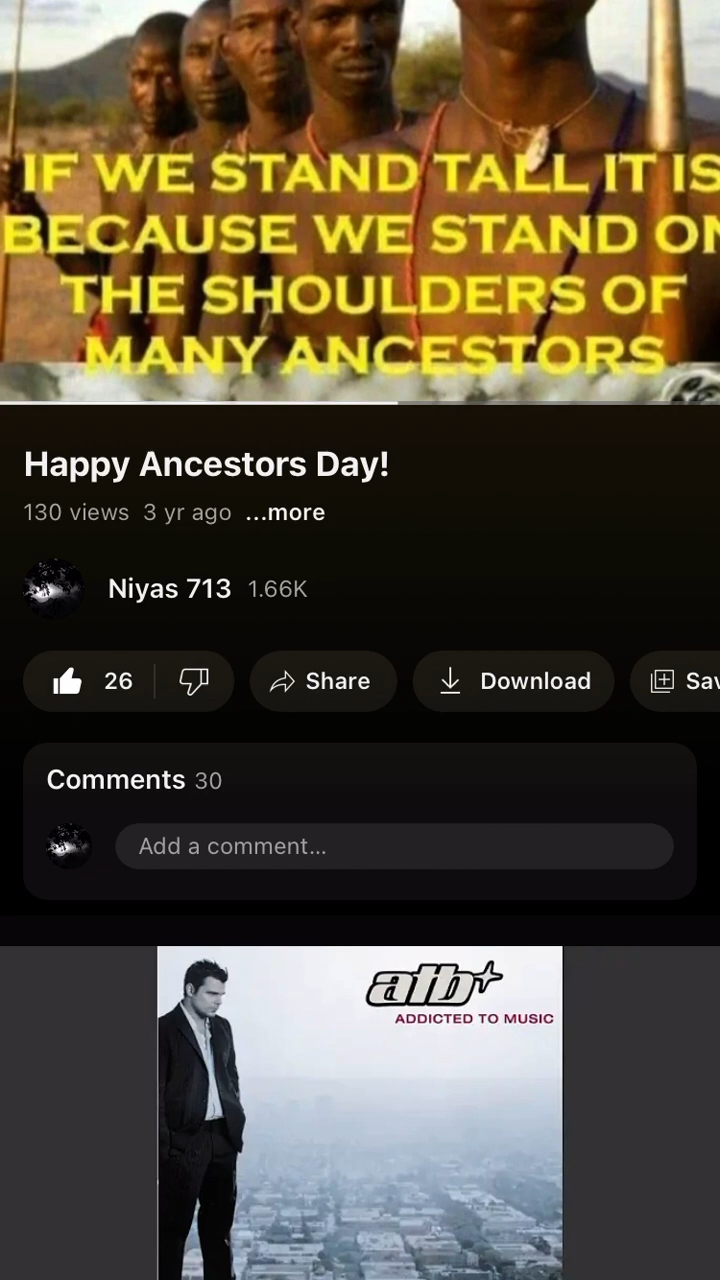 IF WE STAND TALL IT IS
BECAUSE WE STAND ON
THE SHOULDERS OF
MANY ANCESTORS
Happy Ancestors Day!
130 views 3 yr ago ...more
Niyas 713 1.66K
26 Share Download Sav
Comments 30
Add a comment...
atb
ADDICTED TO MUSIC